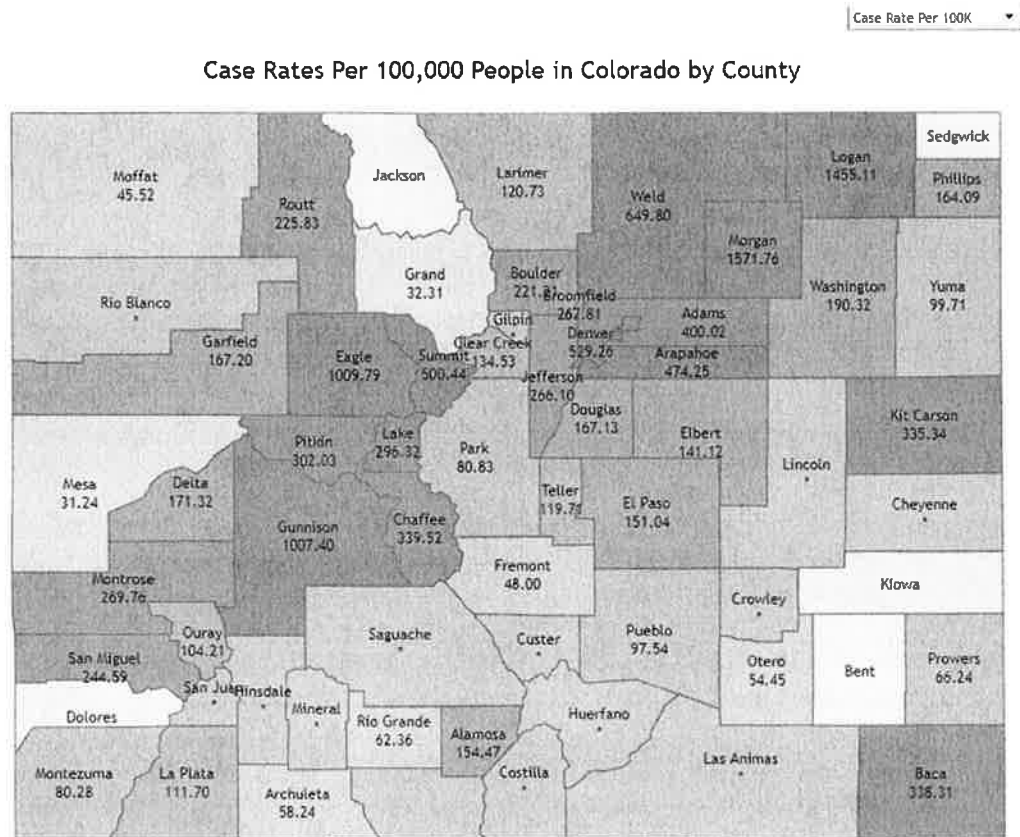 Case Rate Per 100K
Case Rates Per 100,000 People in Colorado by County
Sedgwick
Moffat
45.52
Jackson
Larimer
120.73
Logan
1455.11
Phillips
164.09
Routt
225.83
Weld
649.80
Morgan
1571.76
Grand
32.31
Boulder
Washington
190.32
Yuma
99.71
Rio Blanco
Broomfield
267.81
Gilpin
Adams
400.02
Garfield
167.20
Eagle
1009.79
Summit
500.44
Clear Creek
134.53
Denver
529.26
Arapahoe
474.25
Jefferson
266.10
Douglas
167.13
Kit Carson
335.34
Pitkin
302.03
Lake
296.32
Park
80.83
Elbert
141.12
Lincoln
Mesa
31.24
Delta
171.32
Teller
119.71
El Paso
151.04
Cheyenne
Gunnison
1007.40
Chaffee
339.52
Montrose
269.76
Fremont
48.00
Kiowa
Crowley
Ouray
104.21
Saguache
Custer
Pueblo
97.54
San Miguel
244.59
Otero
54.45
Bent
Prowers
66.24
San Juan
Hinsdale
Mineral
Dolores
Rio Grande
62.36
Alamosa
154.47
Huerfano
Montezuma
80.28
La Plata
111.70
Archuleta
58.24
Costilla
Las Animas
Baca